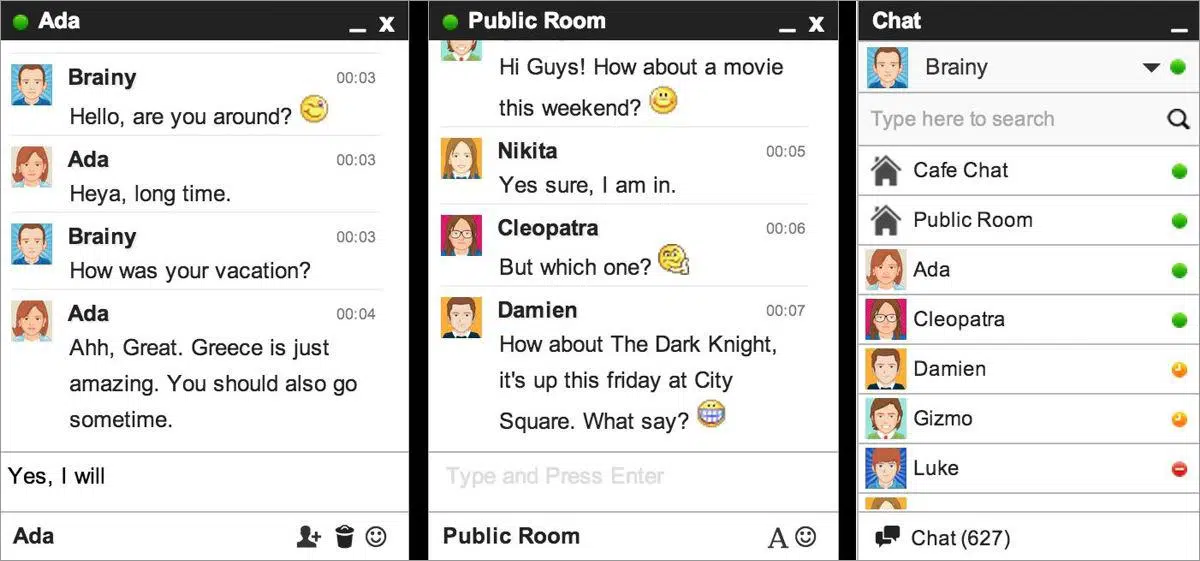 Ada
_ x
Brainy 00:03
Hello, are you around?
Ada 00:03
Heya, long time.
Brainy 00:03
How was your vacation?
Ada 00:04
Ahh, Great. Greece is just
amazing. You should also go
sometime.
Yes, I will
Ada
Public Room
_ x
Hi Guys! How about a movie
this weekend?
Nikita 00:05
Yes sure, I am in.
Cleopatra 00:06
But which one?
Damien 00:07
How about The Dark Knight,
it's up this friday at City
Square. What say?
Type and Press Enter
Public Room
A
Chat
_
Brainy
Type here to search
Cafe Chat
Public Room
Ada
Cleopatra
Damien
Gizmo
Luke
Chat (627)